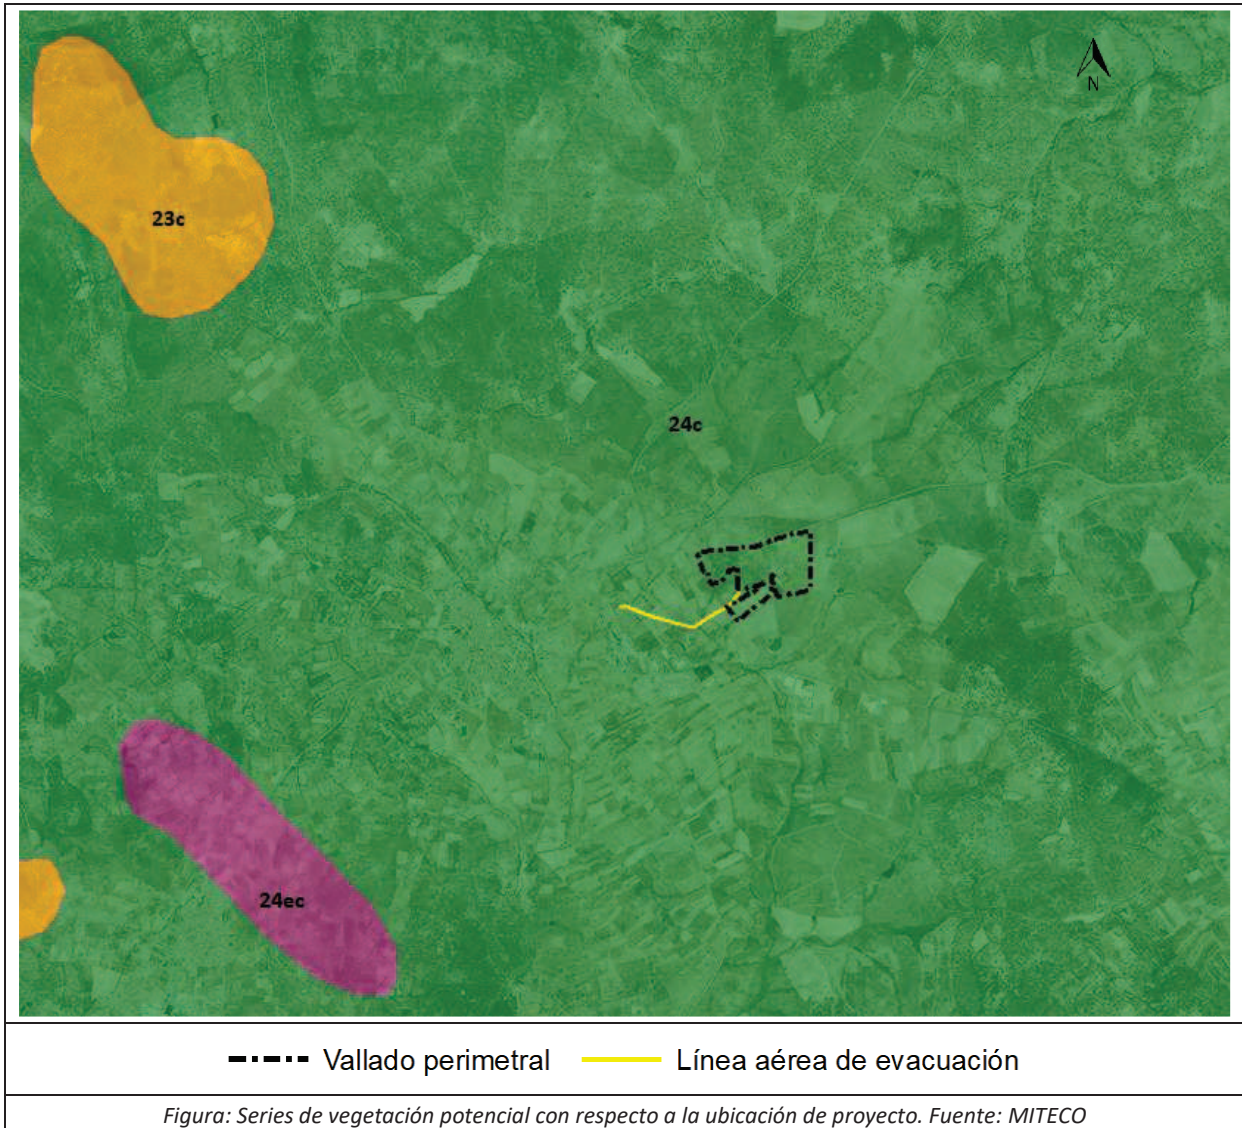 N
23c
24c
24ec
Vallado perimetral
Línea aérea de evacuación
Figura: Series de vegetación potencial con respecto a la ubicación de proyecto. Fuente: MITECO